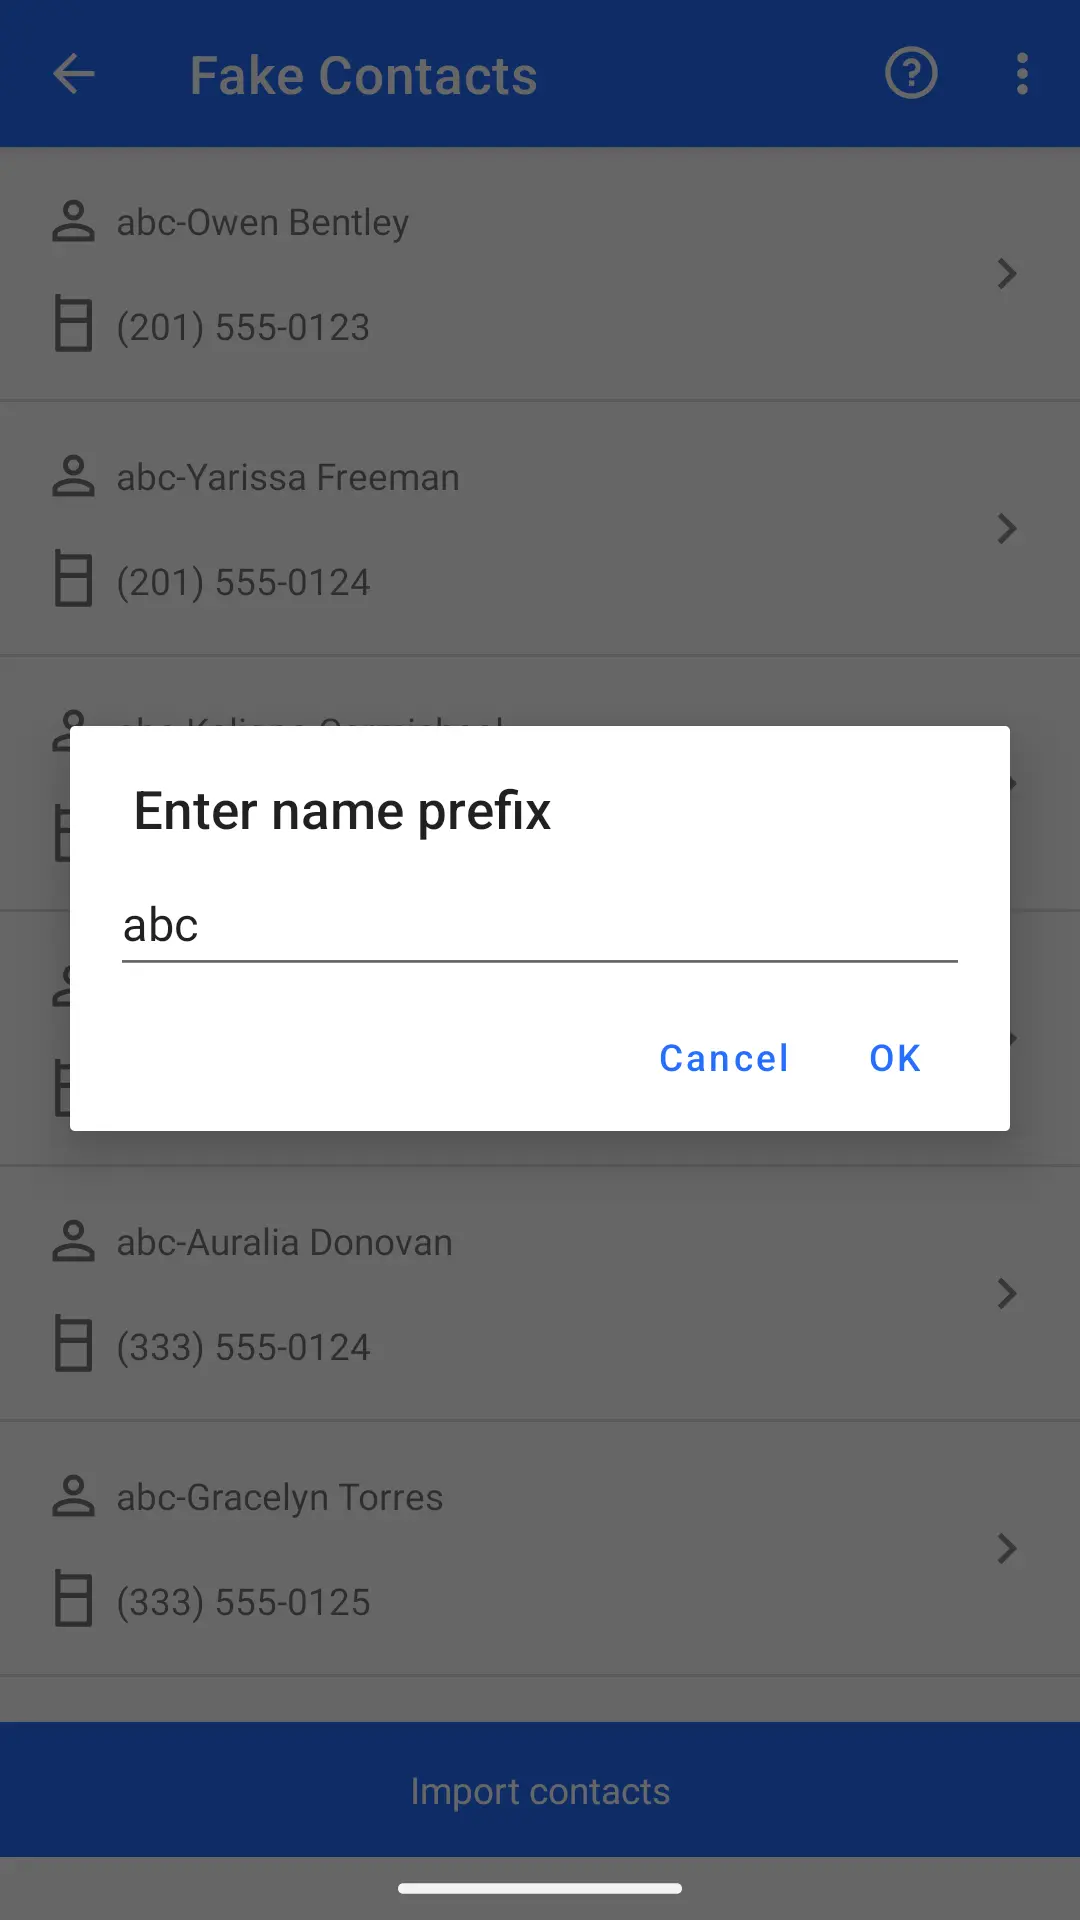 Fake Contacts
abc-Owen Bentley
(201) 555-0123
abc-Yarissa Freeman
(201) 555-0124
Enter name prefix
abc
Cancel OK
abc-Auralia Donovan
(333) 555-0124
abc-Gracelyn Torres
(333) 555-0125
Import contacts